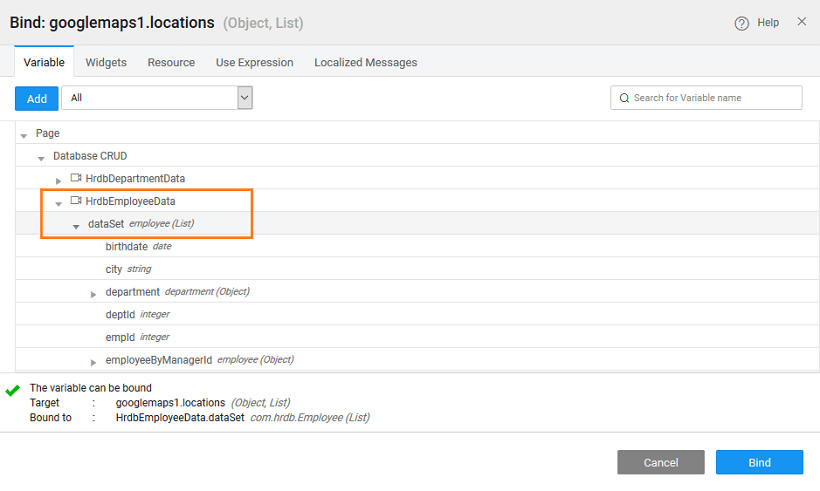 Bind: googlemaps1.locations (Object, List) Help
Variable Widgets Resource Use Expression Localized Messages
Add All Search for Variable name
Page
Database CRUD
HrdbDepartmentData
HrdbEmployeeData
dataSet employee (List)
birthdate date
city string
department department (Object)
deptId integer
empId integer
employeeByManagerId employee (Object)
The variable can be bound
Target : googlemaps1.locations (Object, List)
Bound to : HrdbEmployeeData.dataSet com.hrdb.Employee (List)
Cancel Bind